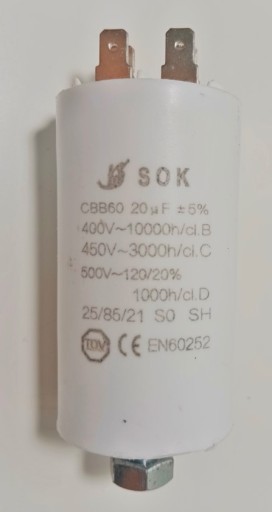 SOK
CBB60 20µF ±5%
400V~10000h/cl.B
450V~3000h/cl.C
500V~120/20%
1000h/cl.D
25/85/21 S0 SH
TÜV CE EN60252